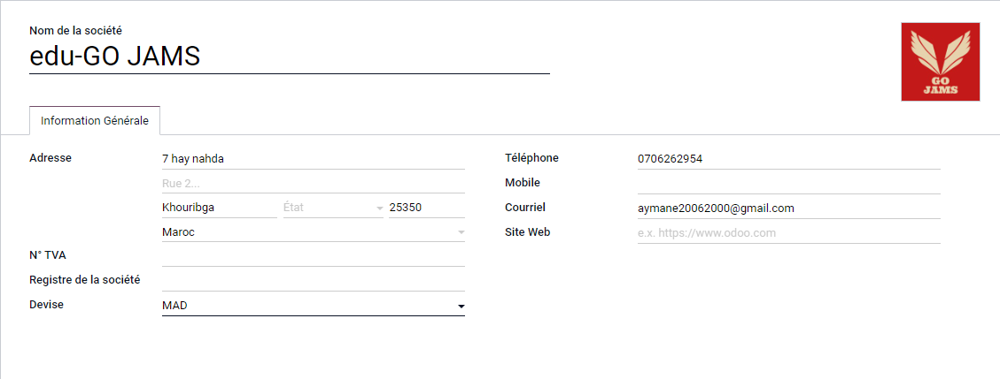 Nom de la société
edu-GO JAMS
GO
JAMS
Information Générale
Adresse
7 hay nahda
Rue 2...
Khouribga État 25350
Maroc
N° TVA
Registre de la société
Devise MAD
Téléphone 0706262954
Mobile
Courriel aymane20062000@gmail.com
Site Web e.x. https://www.odoo.com